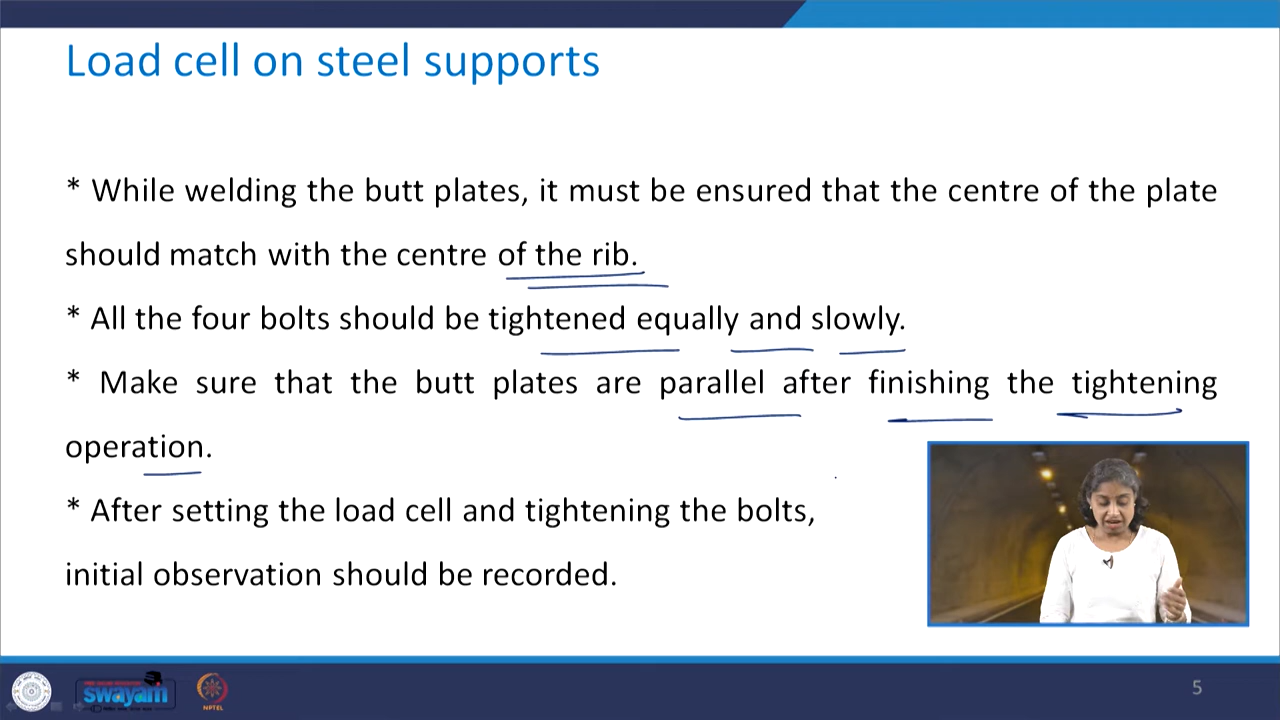 Load cell on steel supports
* While welding the butt plates, it must be ensured that the centre of the plate
should match with the centre of the rib.
* All the four bolts should be tightened equally and slowly.
* Make sure that the butt plates are parallel after finishing the tightening
operation.
* After setting the load cell and tightening the bolts,
initial observation should be recorded.
swayam
NPTEL
5